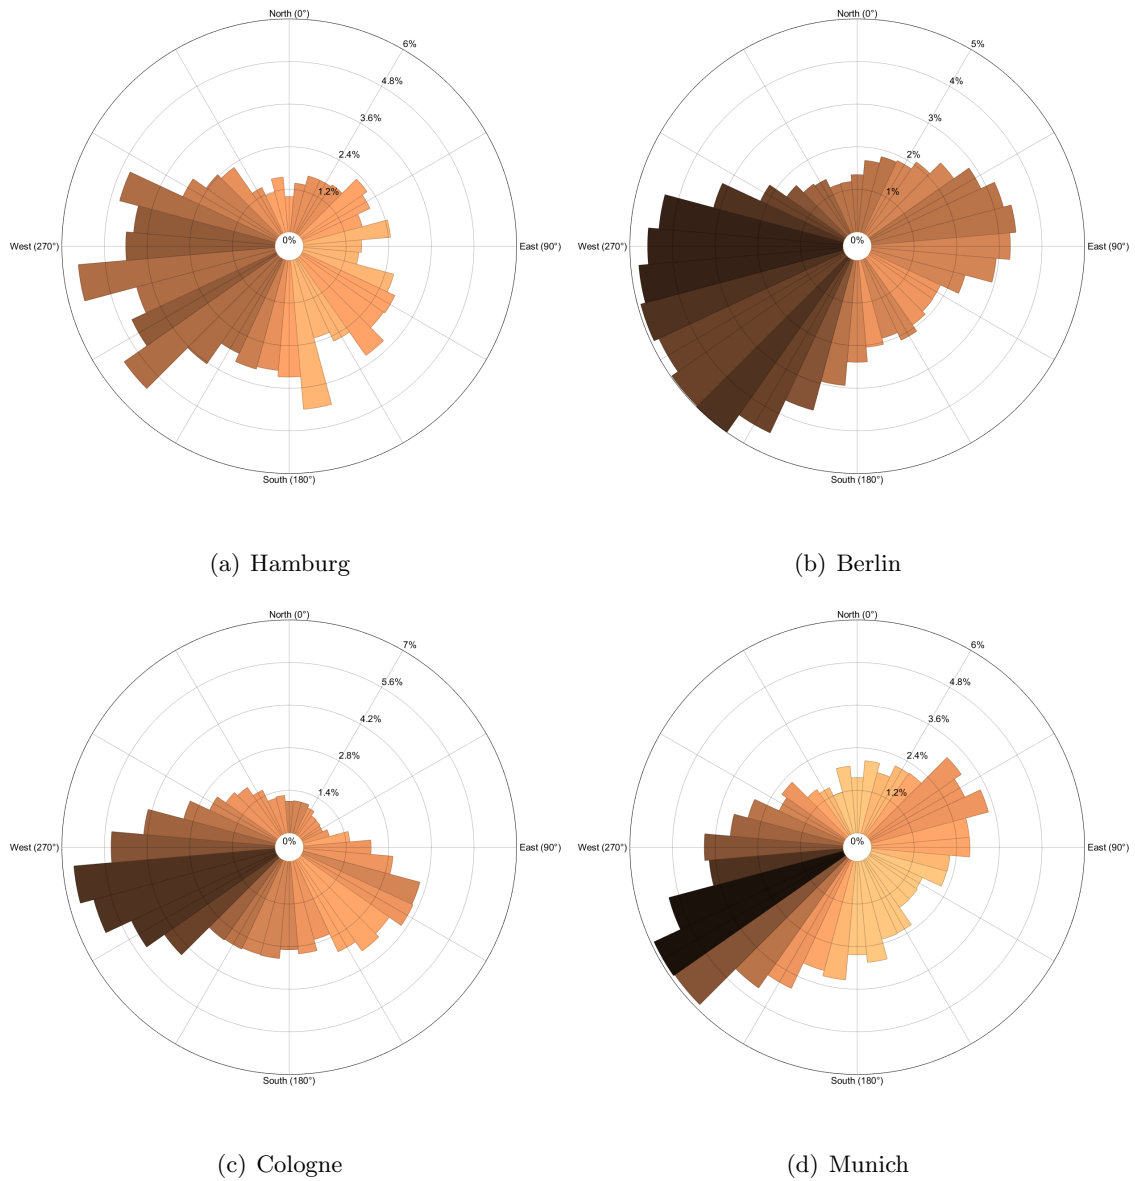 North (0°)
6%
4.8%
3.6%
2.4%
1.2%
0%
West (270°)
East (90°)
South (180°)
(a) Hamburg
North (0°)
5%
4%
3%
2%
1%
0%
West (270°)
East (90°)
South (180°)
(b) Berlin
North (0°)
7%
5.6%
4.2%
2.8%
1.4%
0%
West (270°)
East (90°)
South (180°)
(c) Cologne
North (0°)
6%
4.8%
3.6%
2.4%
1.2%
0%
West (270°)
East (90°)
South (180°)
(d) Munich